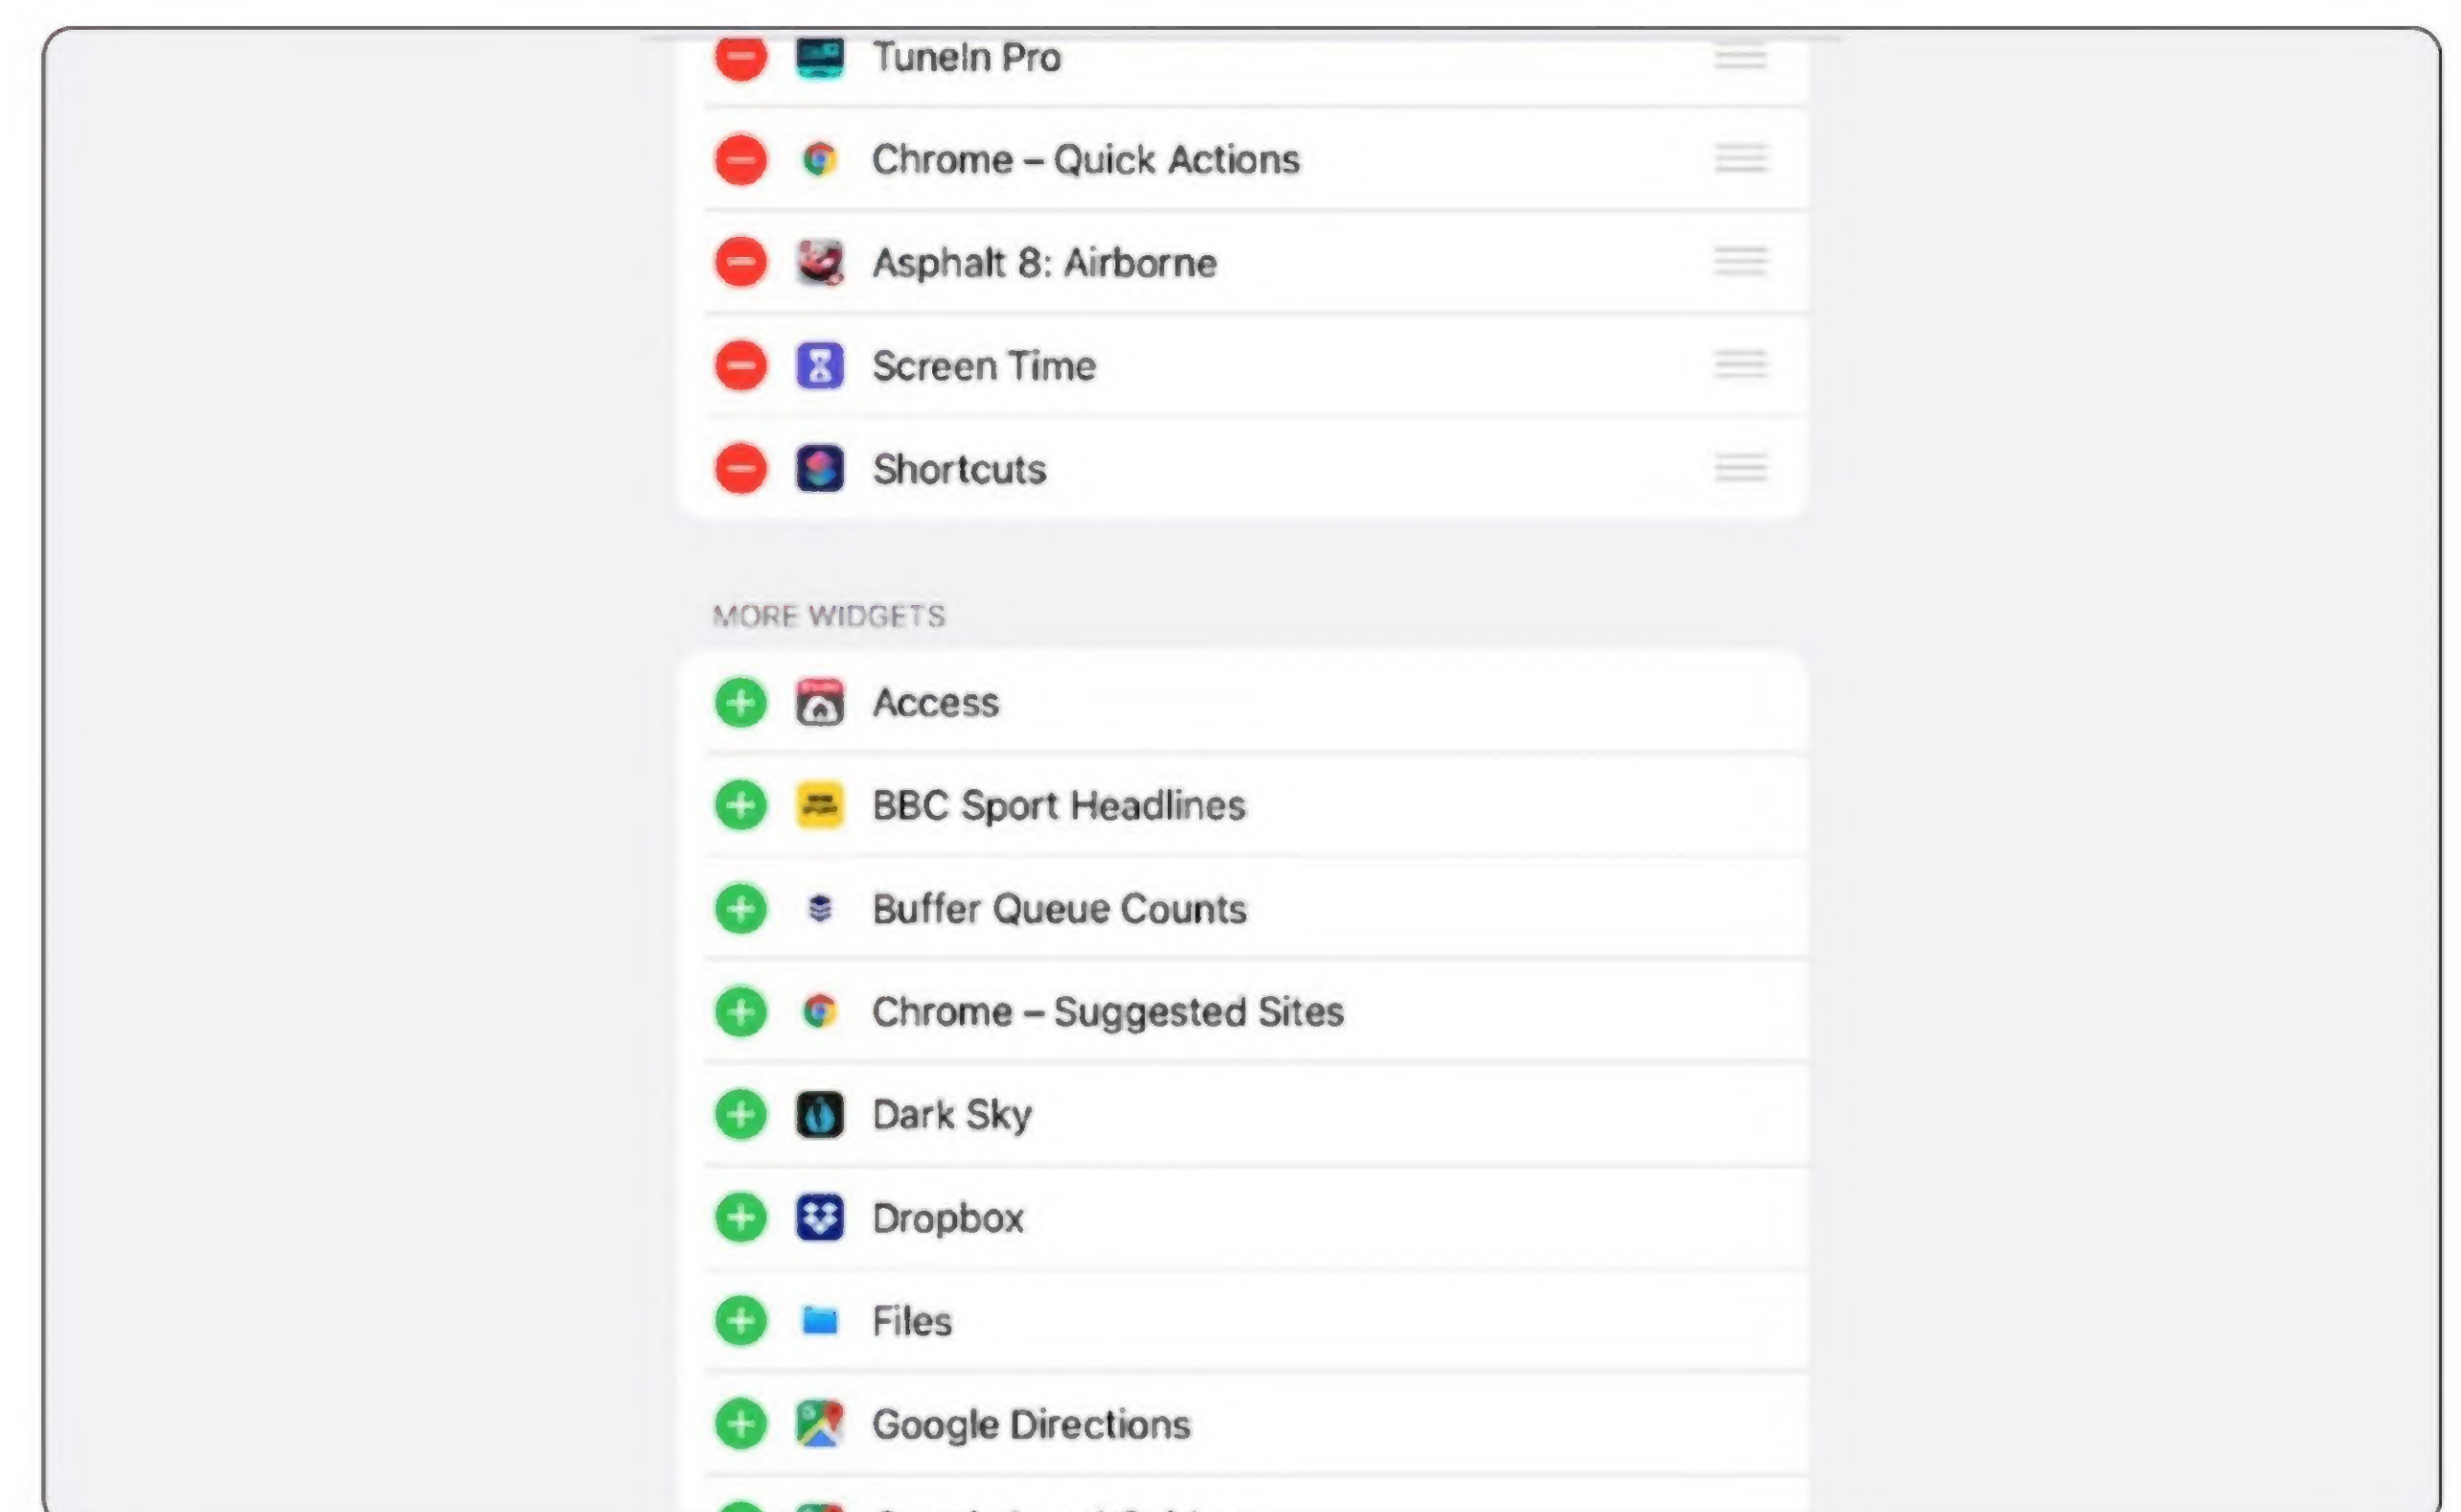 TuneIn Pro
Chrome – Quick Actions
Asphalt 8: Airborne
Screen Time
Shortcuts
MORE WIDGETS
Access
BBC Sport Headlines
Buffer Queue Counts
Chrome – Suggested Sites
Dark Sky
Dropbox
Files
Google Directions